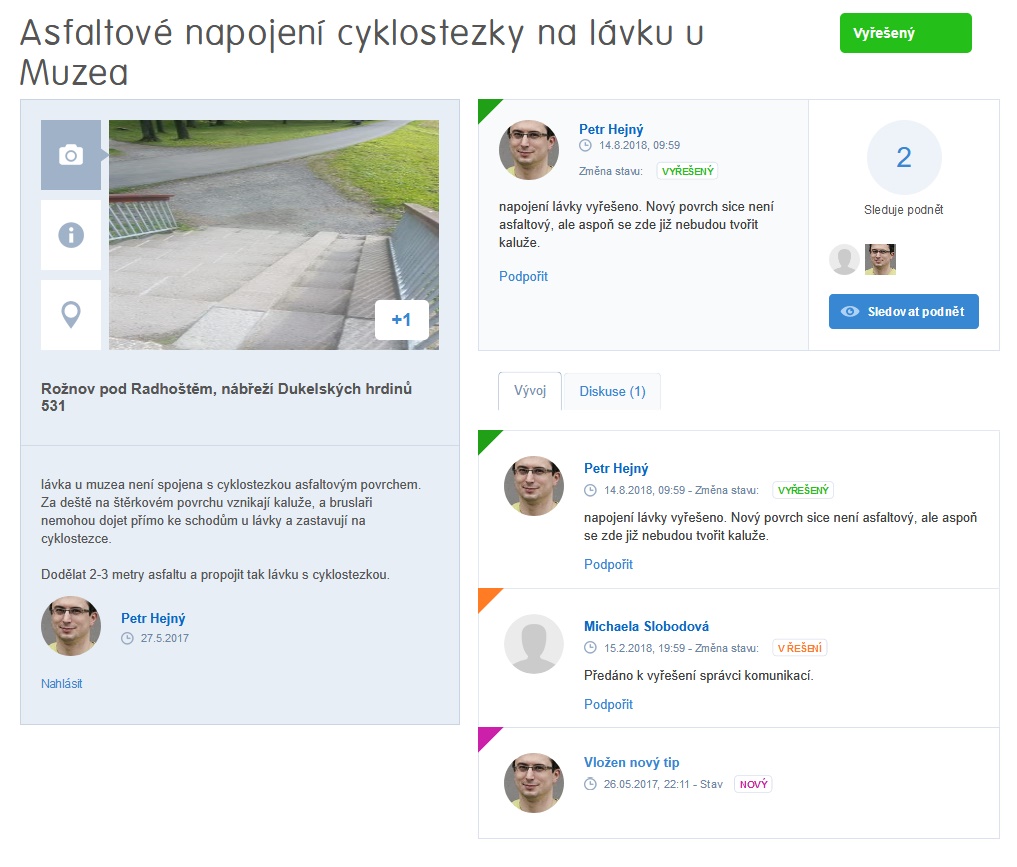 Asfaltové napojení cyklostezky na lávku u
Muzea
Vyřešený
+1
Rožnov pod Radhoštěm, nábřeží Dukelských hrdinů
531
lávka u muzea není spojena s cyklostezkou asfaltovým povrchem.
Za deště na štěrkovém povrchu vznikají kaluže, a bruslaři
nemohou dojet přímo ke schodům u lávky a zastavují na
cyklostezce.
Dodělat 2-3 metry asfaltu a propojit tak lávku s cyklostezkou.
Petr Hejný
27.5.2017
Nahlásit
Petr Hejný
14.8.2018, 09:59
Změna stavu: VYŘEŠENÝ
napojení lávky vyřešeno. Nový povrch sice není
asfaltový, ale aspoň se zde již nebudou tvořit
kaluže.
Podpořit
2
Sleduje podnět
Sledovat podnět
Vývoj
Diskuse (1)
Petr Hejný
14.8.2018, 09:59 - Změna stavu: VYŘEŠENÝ
napojení lávky vyřešeno. Nový povrch sice není asfaltový, ale aspoň
se zde již nebudou tvořit kaluže.
Podpořit
Michaela Slobodová
15.2.2018, 19:59 - Změna stavu: V ŘEŠENÍ
Předáno k vyřešení správci komunikací.
Podpořit
Vložen nový tip
26.05.2017, 22:11 - Stav NOVÝ